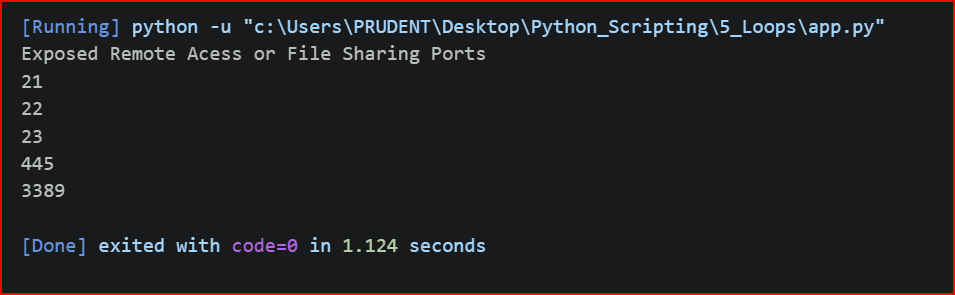 [Running] python -u "c:\Users\PRUDENT\Desktop\Python_Scripting\5_Loops\app.py"
Exposed Remote Acess or File Sharing Ports
21
22
23
445
3389
[Done] exited with code=0 in 1.124 seconds